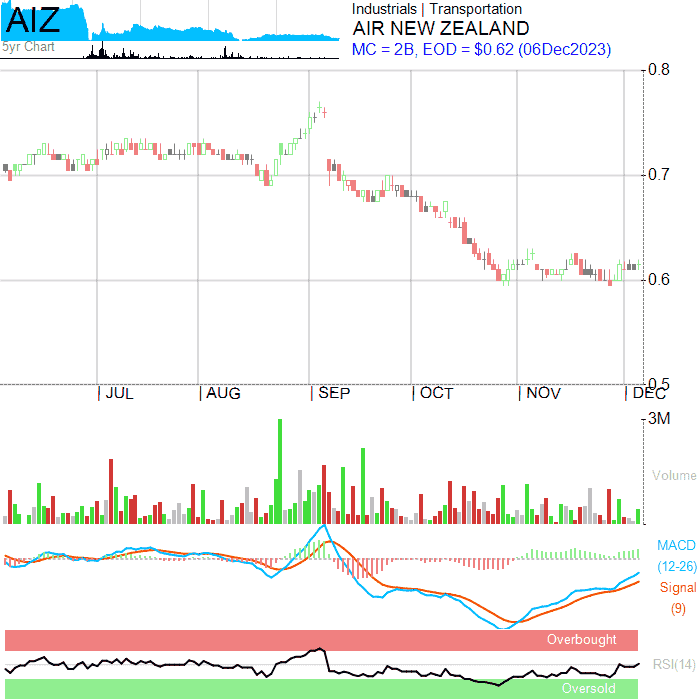 AIZ
5yr Chart
Industrials | Transportation
AIR NEW ZEALAND
MC = 2B, EOD = $0.62 (06Dec2023)
0.8
0.7
0.6
0.5
JUL
AUG
SEP
OCT
NOV
DEC
3M
Volume
MACD
(12-26)
Signal
(9)
Overbought
RSI(14)
Oversold